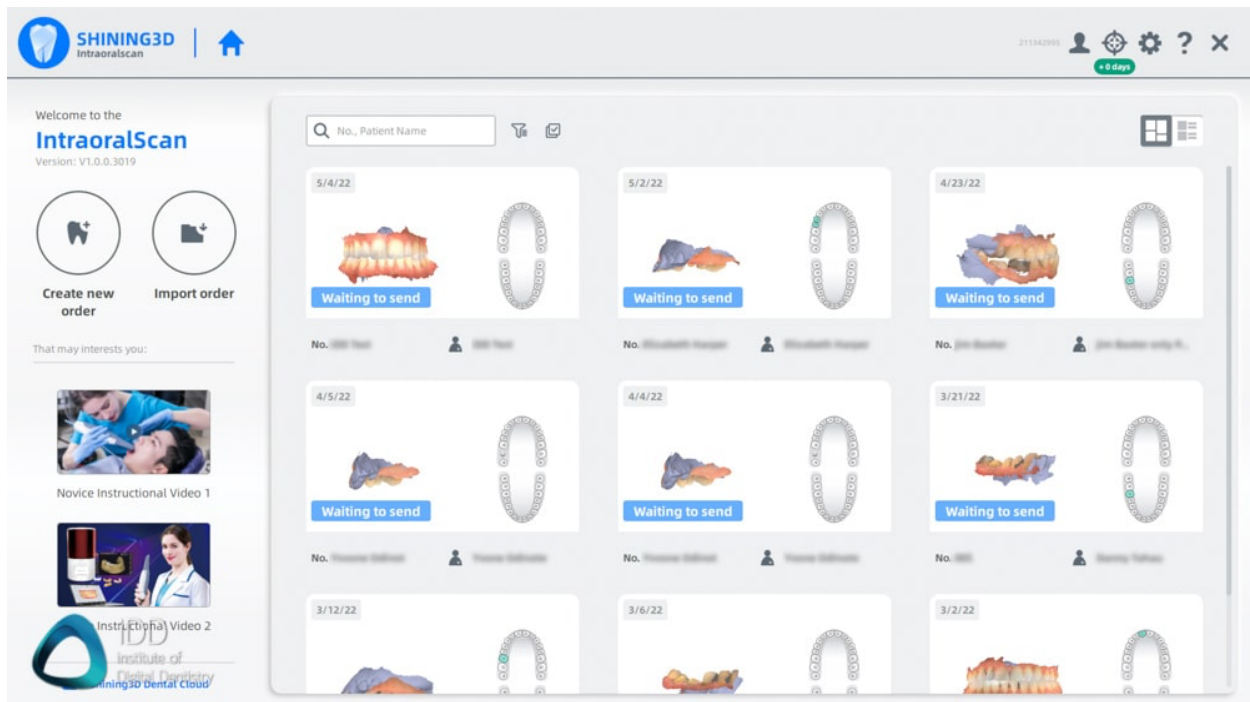 SHINING3D
Intraoralscan
211342995
+ 0 days
Welcome to the
IntraoralScan
Version: V1.0.0.3019
Create new
order
Import order
That may interests you:
Novice Instructional Video 1
Instructional Video 2
IDD
Institute of
Digital Dentistry
Shining3D Dental Cloud
No., Patient Name
5/4/22
5/2/22
4/23/22
Waiting to send
Waiting to send
Waiting to send
No.
No.
No.
4/5/22
4/4/22
3/21/22
Waiting to send
Waiting to send
Waiting to send
No.
No.
No.
3/12/22
3/6/22
3/2/22